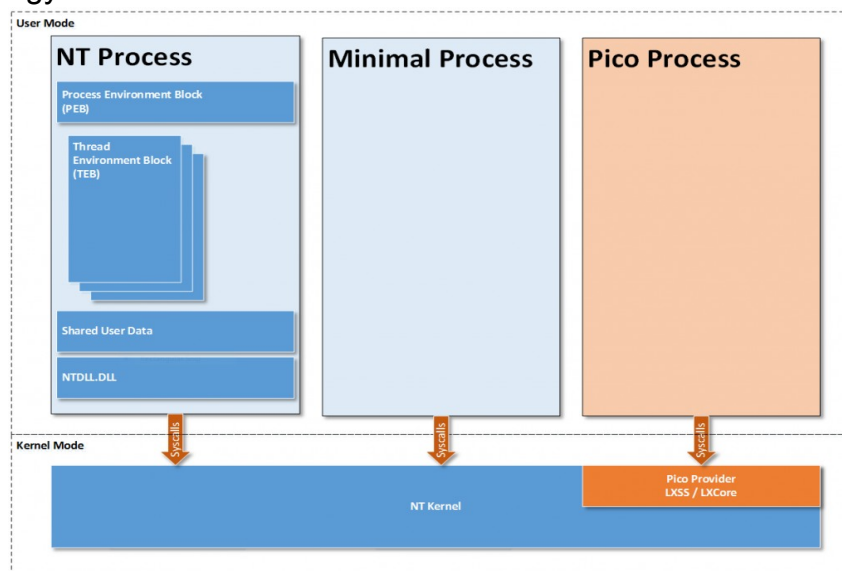 gy
User Mode
NT Process
Minimal Process
Pico Process
Process Environment Block
(PEB)
Thread
Environment Block
(TEB)
Shared User Data
NTDLL.DLL
Syscalls
Syscalls
Syscalls
Kernel Mode
NT Kernel
Pico Provider
LXSS / LXCore